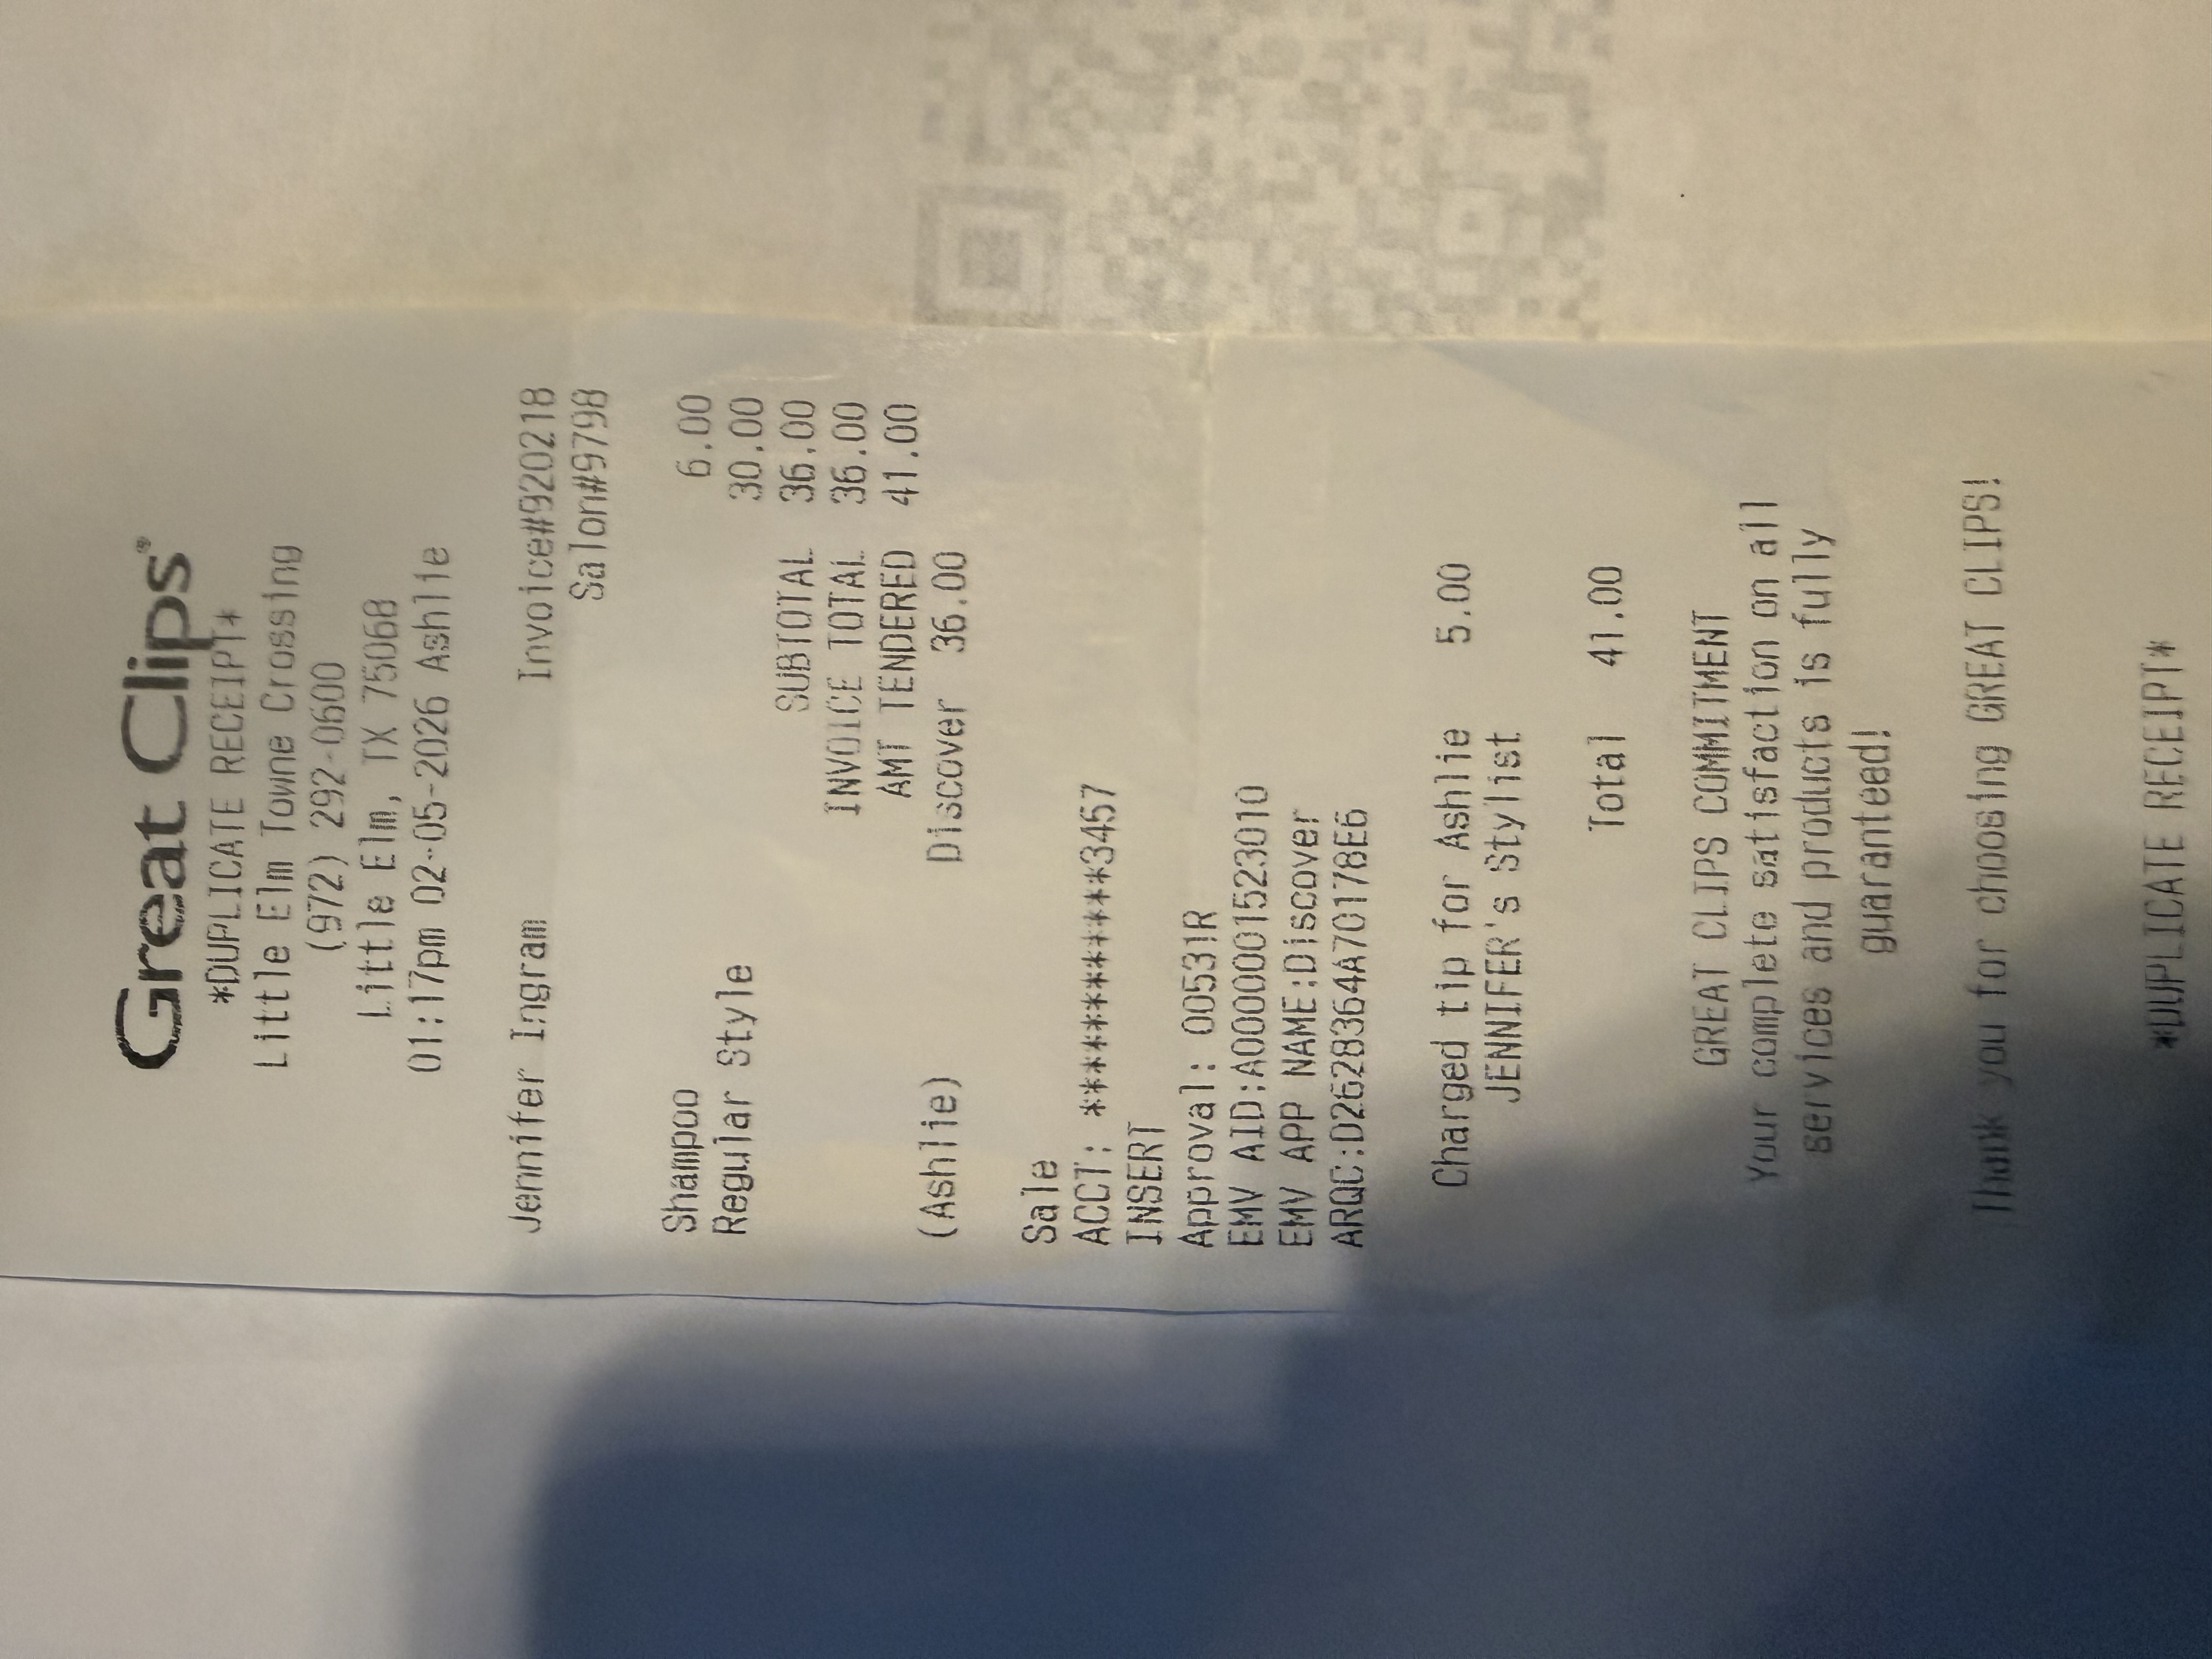 Great Clips®
*DUPLICATE RECEIPT*
Little Elm Towne Crossing
(972) 292-0600
Little Elm, TX 75068
01:17pm 02-05-2026 Ashlie
Jennifer Ingram Invoice#920218
Salon#9798
Shampoo 6.00
Regular Style 30.00
SUBTOTAL 36.00
INVOICE TOTAL 36.00
AMT TENDERED 41.00
(Ashlie) Discover 36.00
Sale
ACCT: ************3457
INSERT
Approval: 00531R
EMV AID:A0000001523010
EMV APP NAME:Discover
ARQC:D2628364A70178E6
Charged tip for Ashlie 5.00
JENNIFER's Stylist
Total 41.00
GREAT CLIPS COMMITMENT
Your complete satisfaction on all
services and products is fully
guaranteed!
Thank you for choosing GREAT CLIPS!
*DUPLICATE RECEIPT*